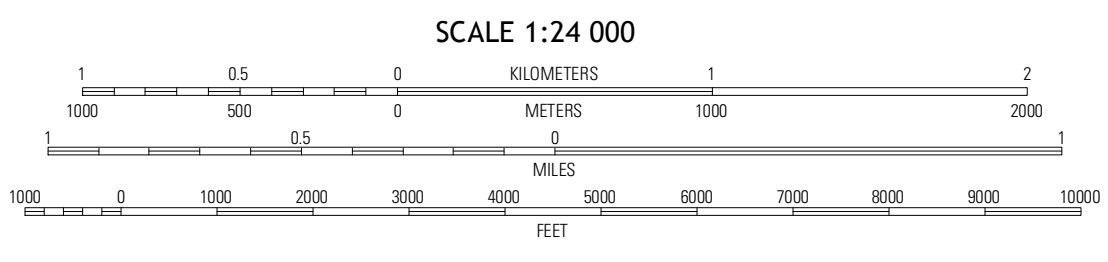 SCALE 1:24 000
1 0.5 0 KILOMETERS 1 2
1000 500 0 METERS 1000 2000
1 0.5 0 1
MILES
1000 0 1000 2000 3000 4000 5000 6000 7000 8000 9000 10000
FEET